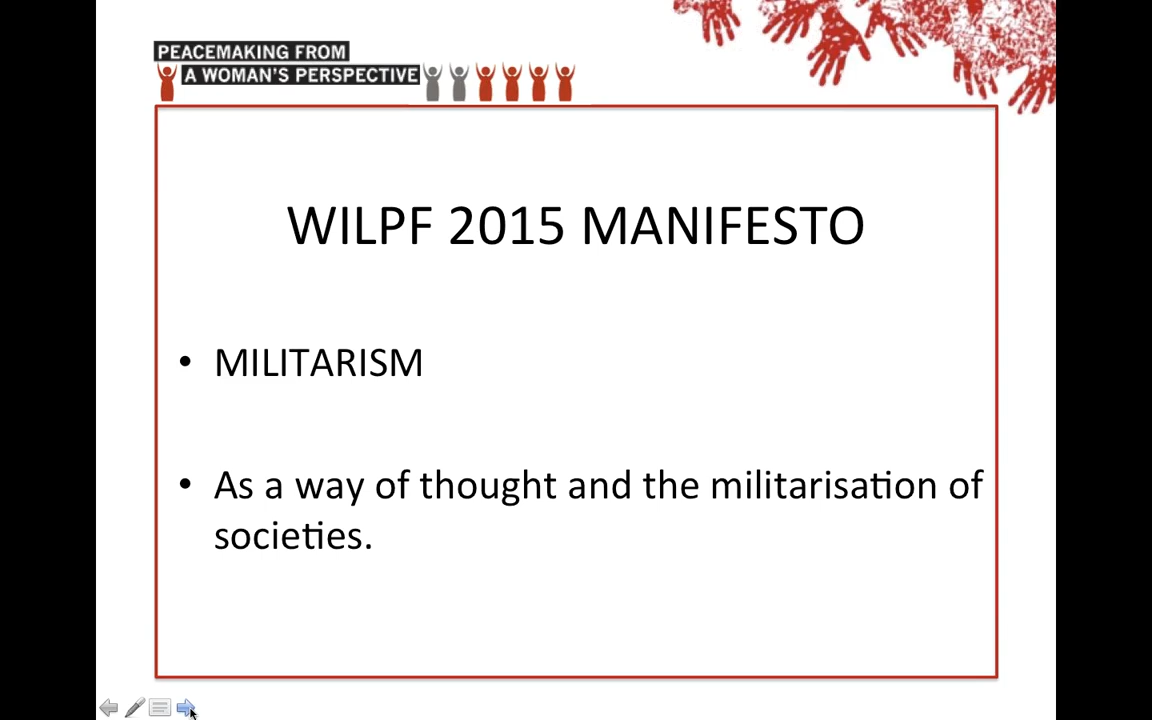 PEACEMAKING FROM
A WOMAN'S PERSPECTIVE
WILPF 2015 MANIFESTO
• MILITARISM
• As a way of thought and the militarisation of
societies.